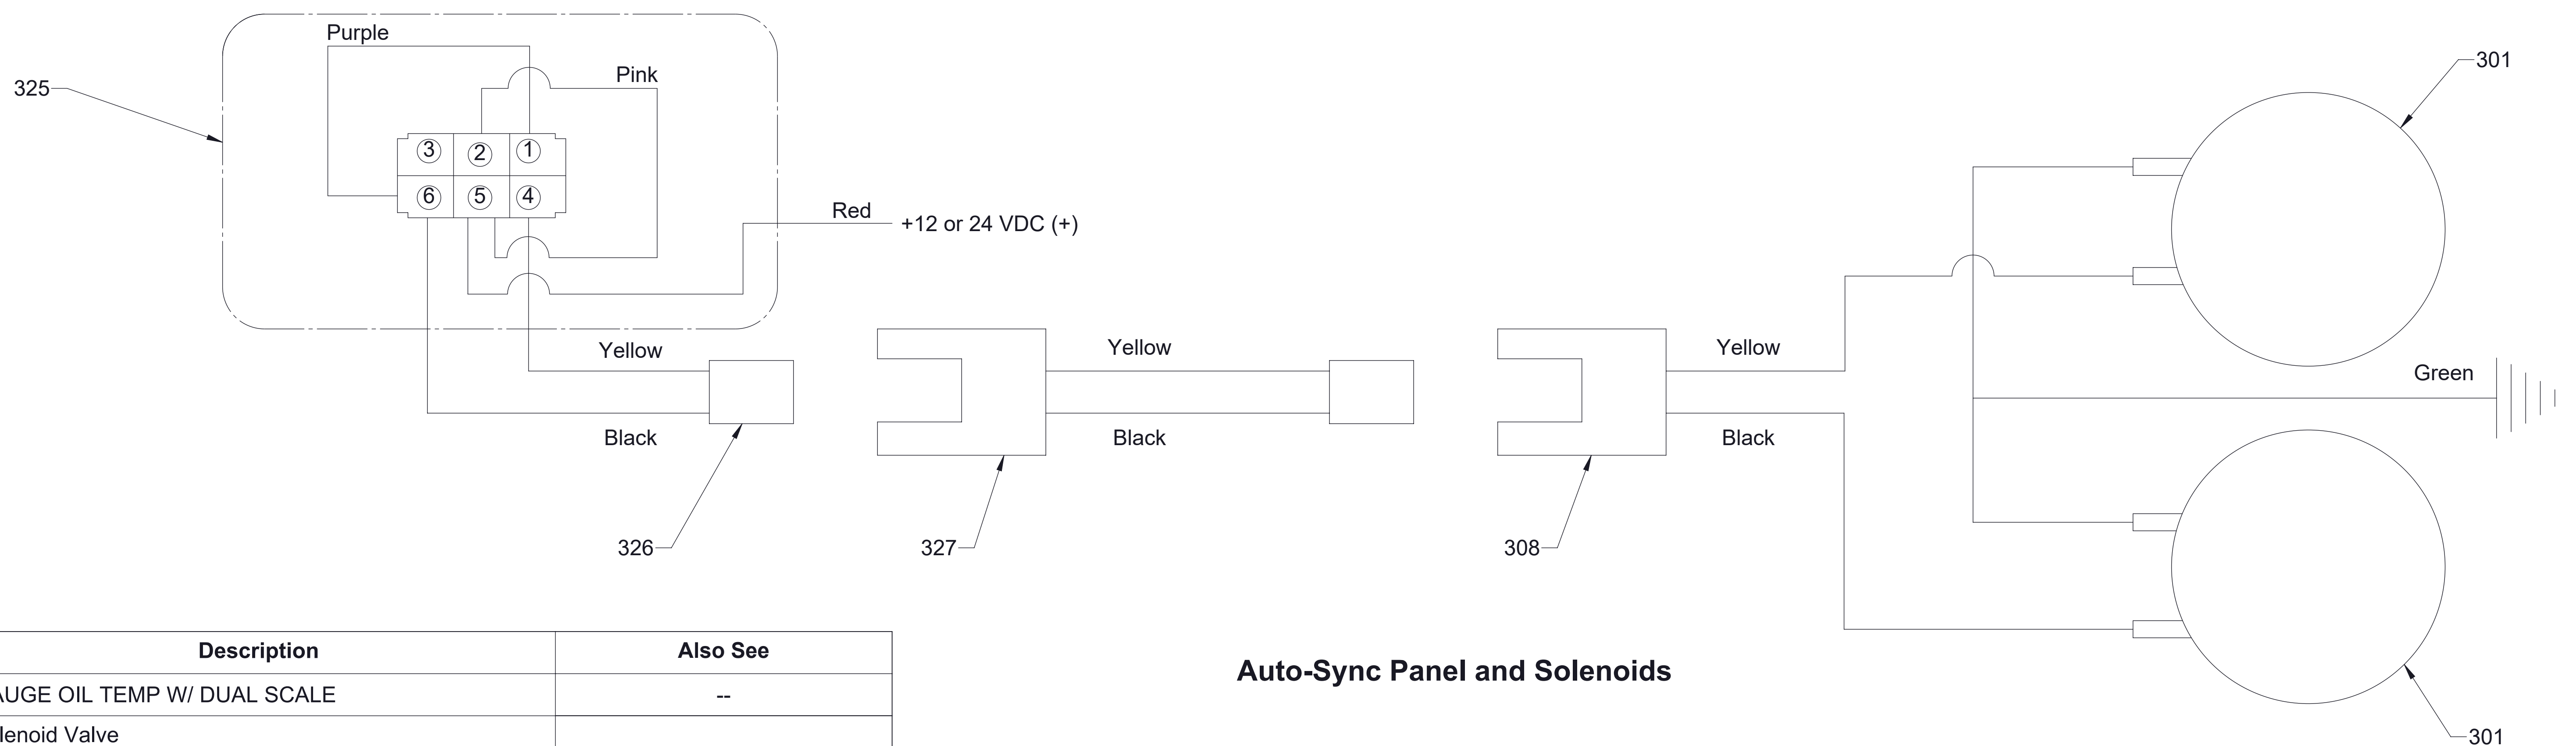 Purple
Pink
325
301
3 2 1
6 5 4
Red
+12 or 24 VDC (+)
Yellow
Yellow
Yellow
Green
Black
Black
Black
326
327
308
Description
Also See
Auto-Sync Panel and Solenoids
AUGE OIL TEMP W/ DUAL SCALE
--
lenoid Valve
301